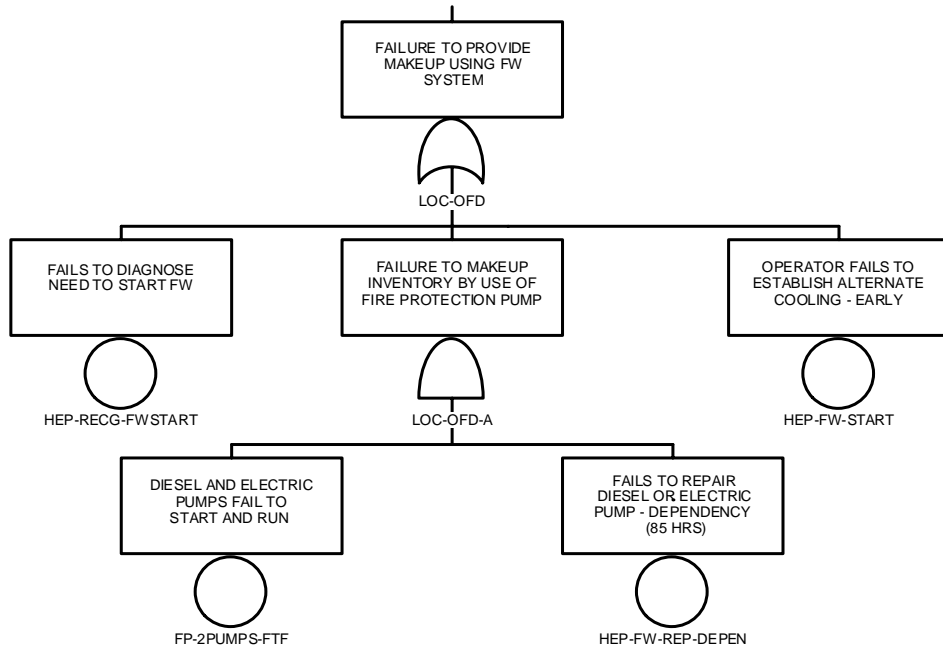 FAILURE TO PROVIDE
MAKEUP USING FW
SYSTEM
LOC-OFD
FAILS TO DIAGNOSE
NEED TO START FW
HEP-RECG-FWSTART
FAILURE TO MAKEUP
INVENTORY BY USE OF
FIRE PROTECTION PUMP
LOC-OFD-A
OPERATOR FAILS TO
ESTABLISH ALTERNATE
COOLING - EARLY
HEP-FW-START
DIESEL AND ELECTRIC
PUMPS FAIL TO
START AND RUN
FP-2PUMPS-FTF
FAILS TO REPAIR
DIESEL OR ELECTRIC
PUMP - DEPENDENCY
(85 HRS)
HEP-FW-REP-DEPEN